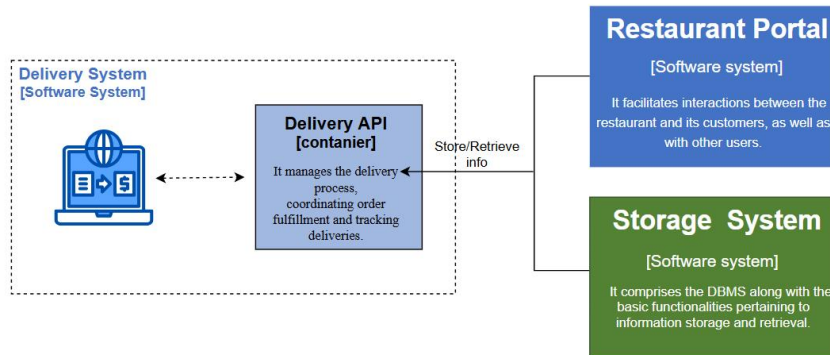 Delivery System
[Software System]
Delivery API
[contanier]
It manages the delivery
process,
coordinating order
fulfillment and tracking
deliveries.
Store/Retrieve
info
Restaurant Portal
[Software system]
It facilitates interactions between the
restaurant and its customers, as well as
with other users.
Storage System
[Software system]
It comprises the DBMS along with the
basic functionalities pertaining to
information storage and retrieval.